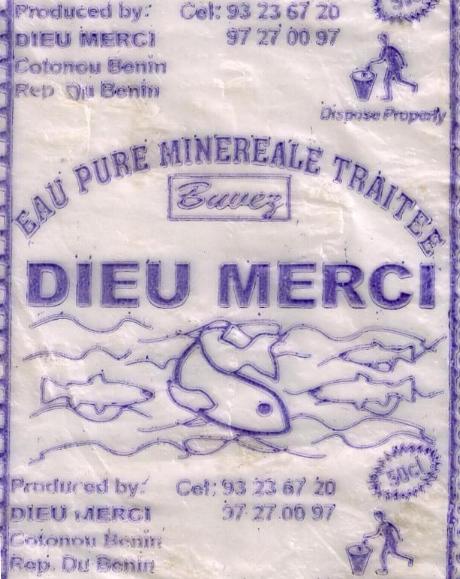 Produced by: Cel: 93 23 67 20
DIEU MERCI 97 27 00 97
Cotonou Benin
Rep. Du Benin
Dispose Properly
EAU PURE MINEREALE TRAITEE
Buvez
DIEU MERCI
50cl
Produced by: Cel: 93 23 67 20
DIEU MERCI 97 27 00 97
Cotonou Benin
Rep. Du Benin